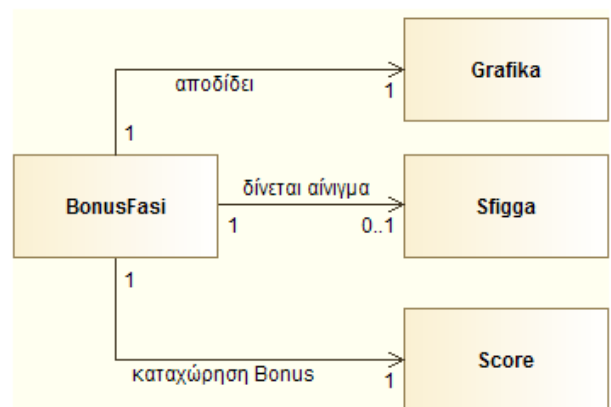 Grafika
αποδίδει
1
1
BonusFasi
δίνεται αίνιγμα
1
0..1
Sfigga
1
Score
καταχώρηση Bonus
1